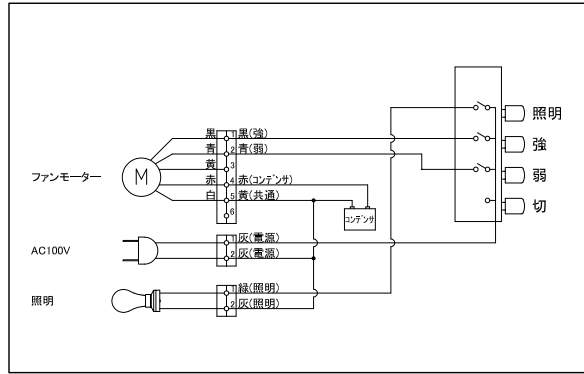 ファンモーター
M
黒 1 黒(強)
青 2 青(弱)
黄 3
赤 4 赤(コンデンサ)
白 5 黄(共通)
6
コンデンサ
照明
強
弱
切
AC100V
1 灰(電源)
2 灰(電源)
照明
1 緑(照明)
2 灰(照明)